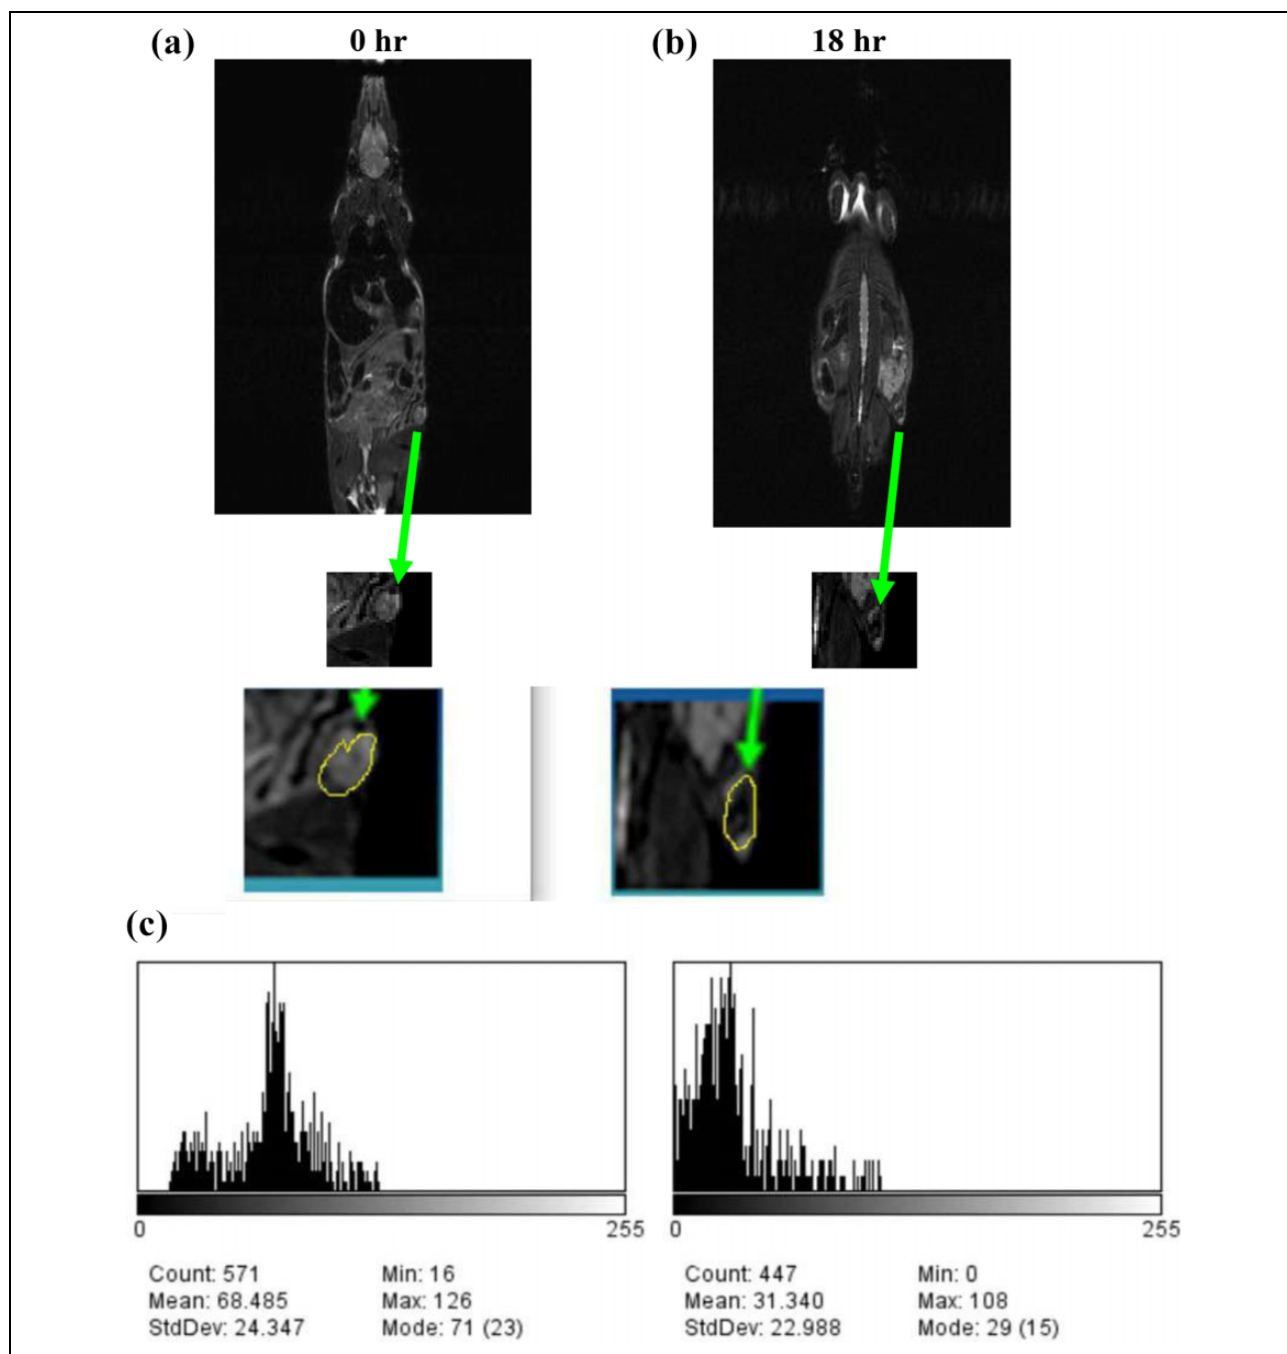 (a) 0 hr (b) 18 hr
(c)
0 255 0 255
Count: 571 Min: 16 Count: 447 Min: 0
Mean: 68.485 Max: 126 Mean: 31.340 Max: 108
StdDev: 24.347 Mode: 71 (23) StdDev: 22.988 Mode: 29 (15)